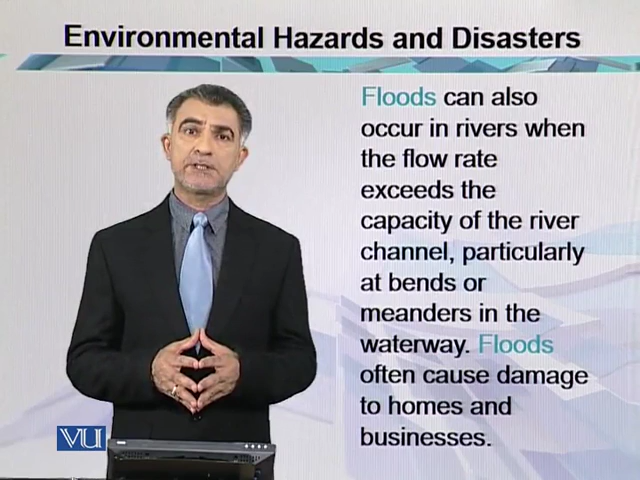 Environmental Hazards and Disasters
Floods can also
occur in rivers when
the flow rate
exceeds the
capacity of the river
channel, particularly
at bends or
meanders in the
waterway. Floods
often cause damage
to homes and
businesses.
VU